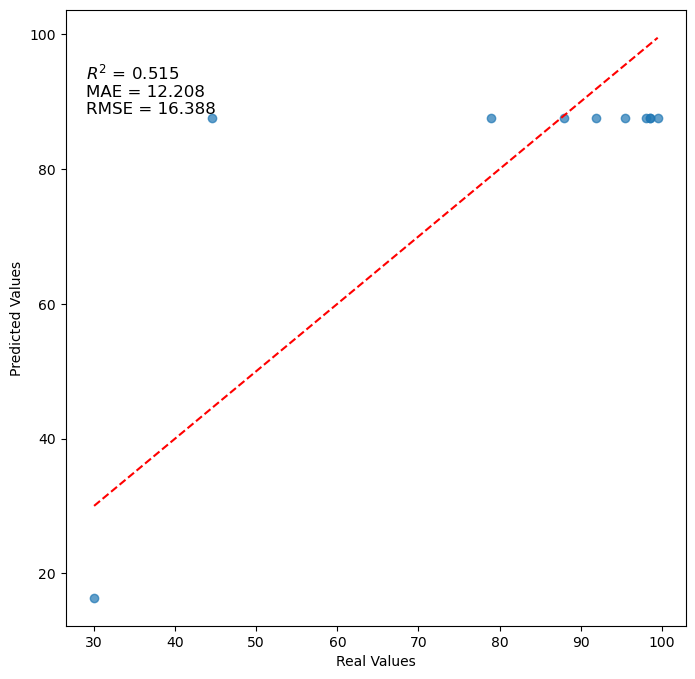 R² = 0.515
MAE = 12.208
RMSE = 16.388
100
80
60
40
20
Predicted Values
30 40 50 60 70 80 90 100
Real Values